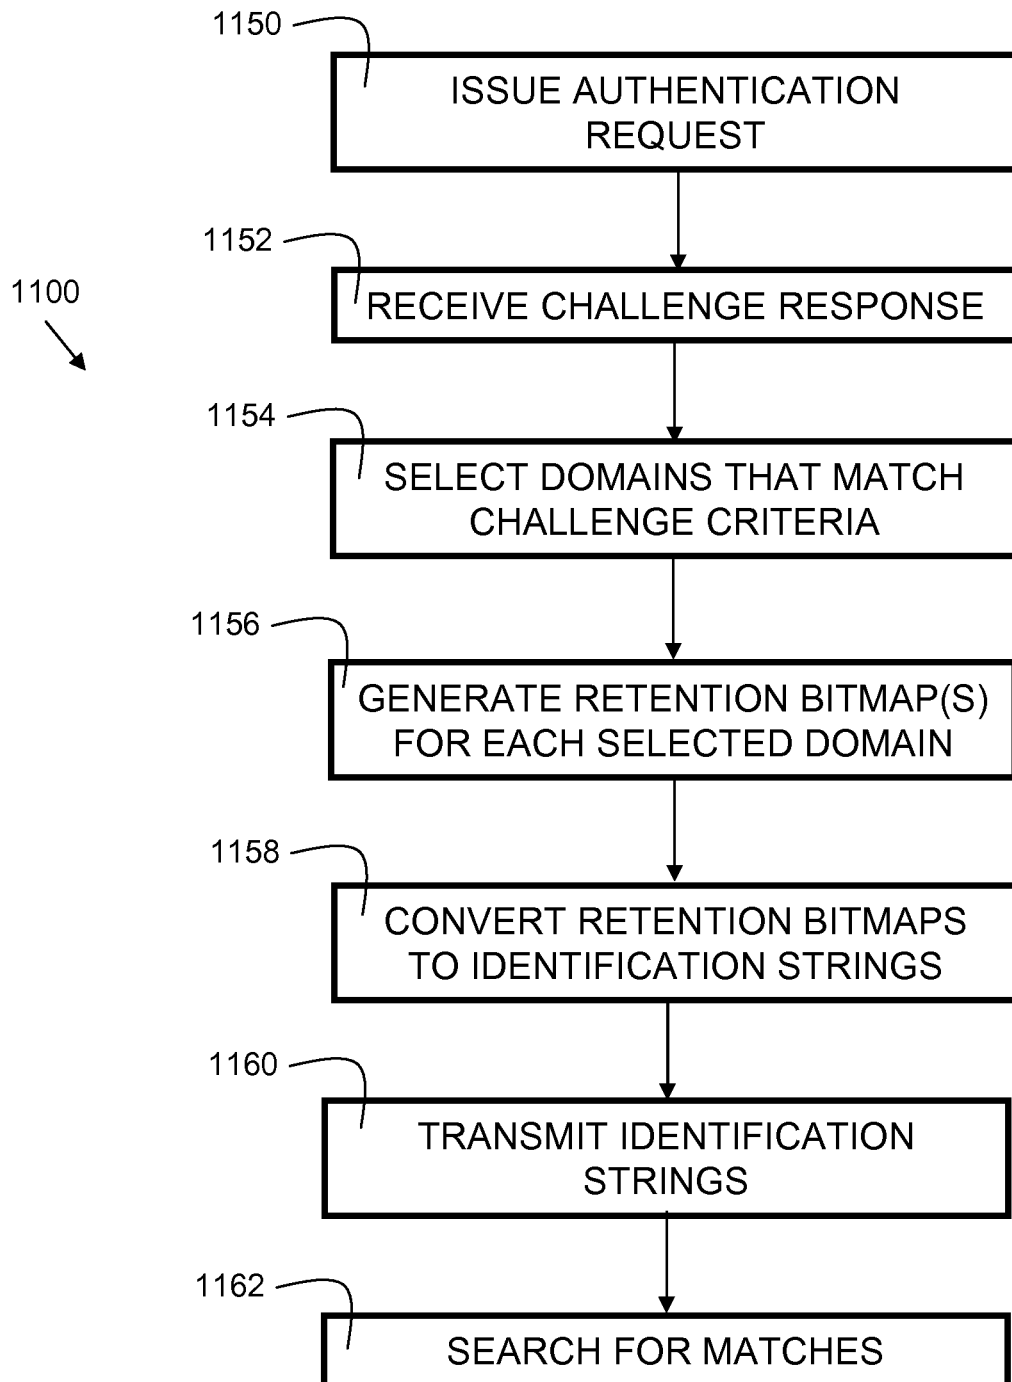 1150
ISSUE AUTHENTICATION
REQUEST
1152
RECEIVE CHALLENGE RESPONSE
1100
1154
SELECT DOMAINS THAT MATCH
CHALLENGE CRITERIA
1156
GENERATE RETENTION BITMAP(S)
FOR EACH SELECTED DOMAIN
1158
CONVERT RETENTION BITMAPS
TO IDENTIFICATION STRINGS
1160
TRANSMIT IDENTIFICATION
STRINGS
1162
SEARCH FOR MATCHES